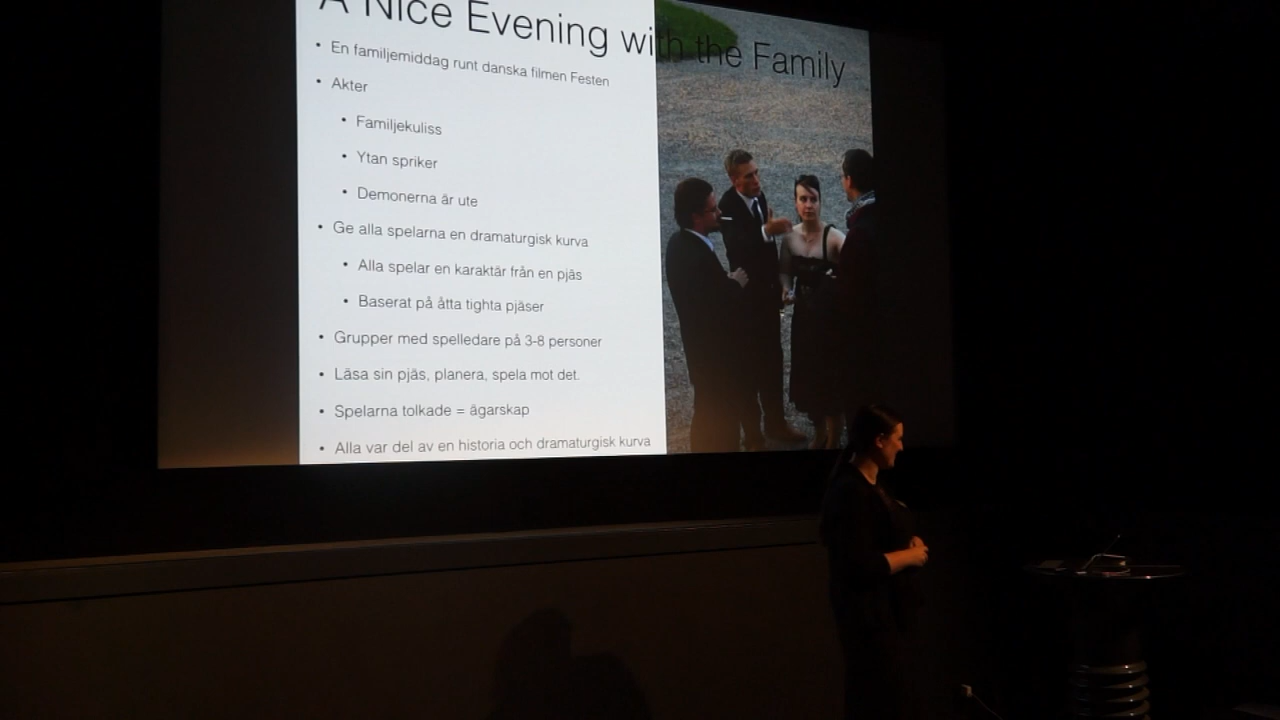 A Nice Evening with the Family
• En familjemiddag runt danska filmen Festen
• Akter
• Familjekuliss
• Ytan spriker
• Demonerna är ute
• Ge alla spelarna en dramaturgisk kurva
• Alla spelar en karaktär från en pjäs
• Baserat på åtta tighta pjäser
• Grupper med spelledare på 3-8 personer
• Läsa sin pjäs, planera, spela mot det.
• Spelarna tolkade = ägarskap
• Alla var del av en historia och dramaturgisk kurva